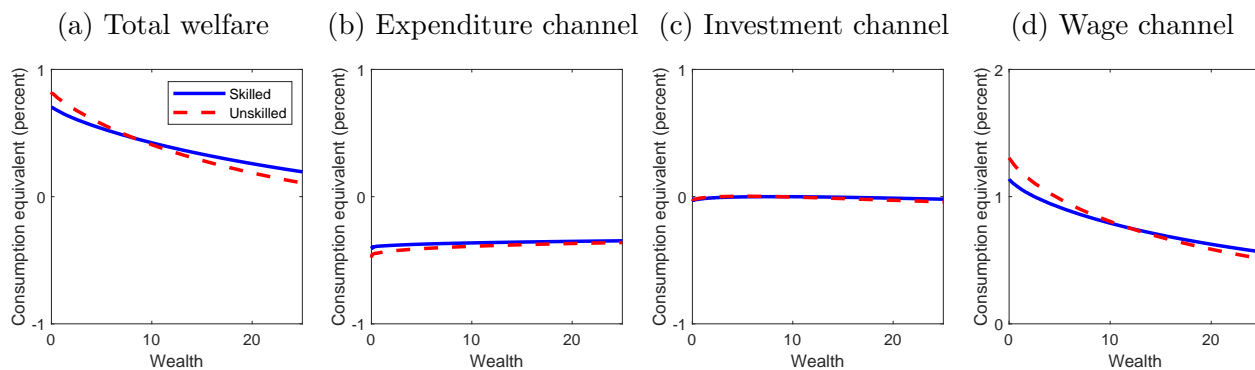 (a) Total welfare
(b) Expenditure channel
(c) Investment channel
(d) Wage channel
Consumption equivalent (percent)
1
0
-1
0
10
20
Wealth
Skilled
Unskilled
Consumption equivalent (percent)
1
0
-1
0
10
20
Wealth
Consumption equivalent (percent)
1
0
-1
0
10
20
Wealth
Consumption equivalent (percent)
2
1
0
0
10
20
Wealth